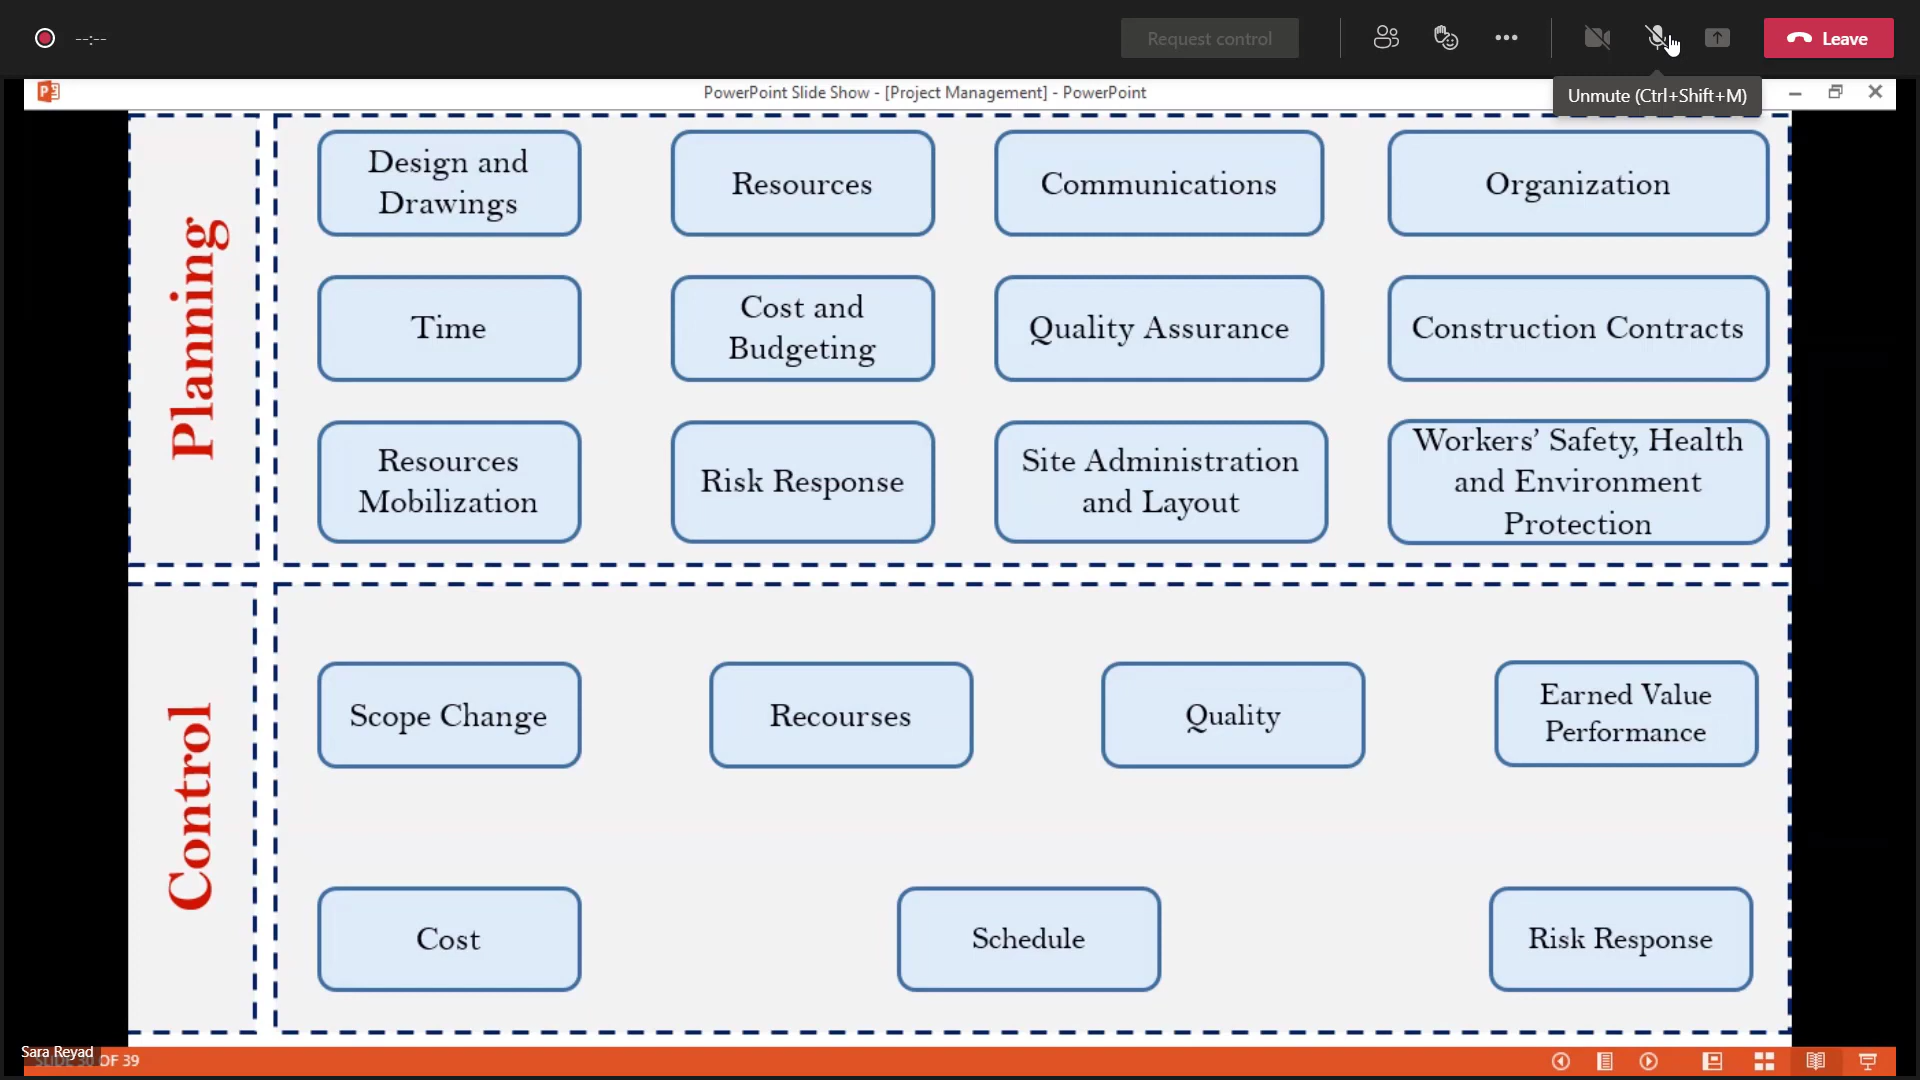 --:--
Request control
Leave
PowerPoint Slide Show - [Project Management] - PowerPoint
Unmute (Ctrl+Shift+M)
Planning
Design and
Drawings
Resources
Communications
Organization
Time
Cost and
Budgeting
Quality Assurance
Construction Contracts
Resources
Mobilization
Risk Response
Site Administration
and Layout
Workers’ Safety, Health
and Environment
Protection
Control
Scope Change
Recourses
Quality
Earned Value
Performance
Cost
Schedule
Risk Response
Sara Reyad
OF 39